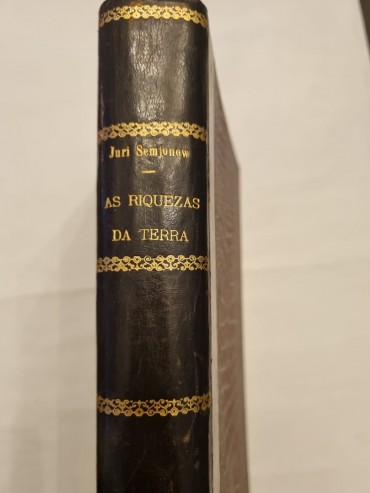 Juri Semjonow
AS RIQUEZAS
DA TERRA